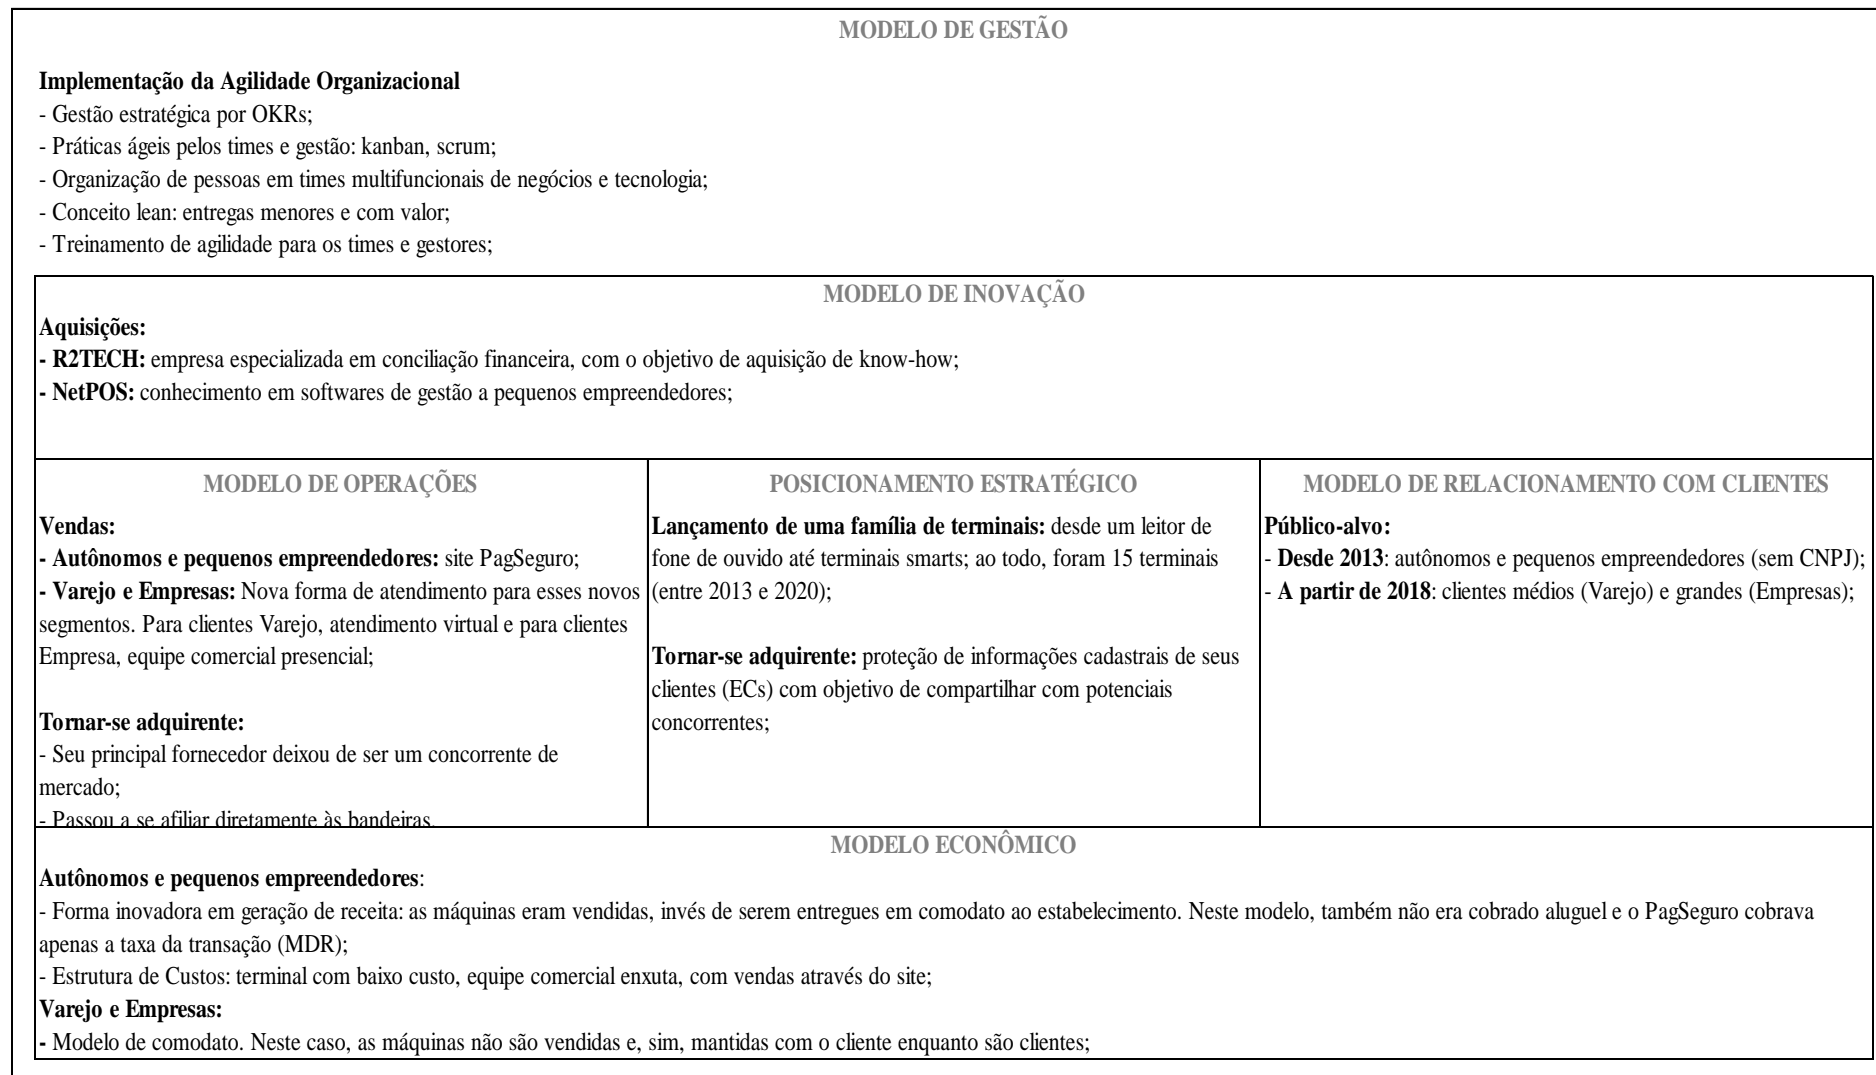 MODELO DE GESTÃO
Implementação da Agilidade Organizacional
- Gestão estratégica por OKRs;
- Práticas ágeis pelos times e gestão: kanban, scrum;
- Organização de pessoas em times multifuncionais de negócios e tecnologia;
- Conceito lean: entregas menores e com valor;
- Treinamento de agilidade para os times e gestores;
MODELO DE INOVAÇÃO
Aquisições:
- R2TECH: empresa especializada em conciliação financeira, com o objetivo de aquisição de know-how;
- NetPOS: conhecimento em softwares de gestão a pequenos empreendedores;
MODELO DE OPERAÇÕES
Vendas:
- Autônomos e pequenos empreendedores: site PagSeguro;
- Varejo e Empresas: Nova forma de atendimento para esses novos
segmentos. Para clientes Varejo, atendimento virtual e para clientes
Empresa, equipe comercial presencial;
Tornar-se adquirente:
- Seu principal fornecedor deixou de ser um concorrente de
mercado;
- Passou a se afiliar diretamente às bandeiras.
POSICIONAMENTO ESTRATÉGICO
Lançamento de uma família de terminais: desde um leitor de
fone de ouvido até terminais smarts; ao todo, foram 15 terminais
(entre 2013 e 2020);
Tornar-se adquirente: proteção de informações cadastrais de seus
clientes (ECs) com objetivo de compartilhar com potenciais
concorrentes;
MODELO DE RELACIONAMENTO COM CLIENTES
Público-alvo:
- Desde 2013: autônomos e pequenos empreendedores (sem CNPJ);
- A partir de 2018: clientes médios (Varejo) e grandes (Empresas);
MODELO ECONÔMICO
Autônomos e pequenos empreendedores:
- Forma inovadora em geração de receita: as máquinas eram vendidas, invés de serem entregues em comodato ao estabelecimento. Neste modelo, também não era cobrado aluguel e o PagSeguro cobrava
apenas a taxa da transação (MDR);
- Estrutura de Custos: terminal com baixo custo, equipe comercial enxuta, com vendas através do site;
Varejo e Empresas:
- Modelo de comodato. Neste caso, as máquinas não são vendidas e, sim, mantidas com o cliente enquanto são clientes;